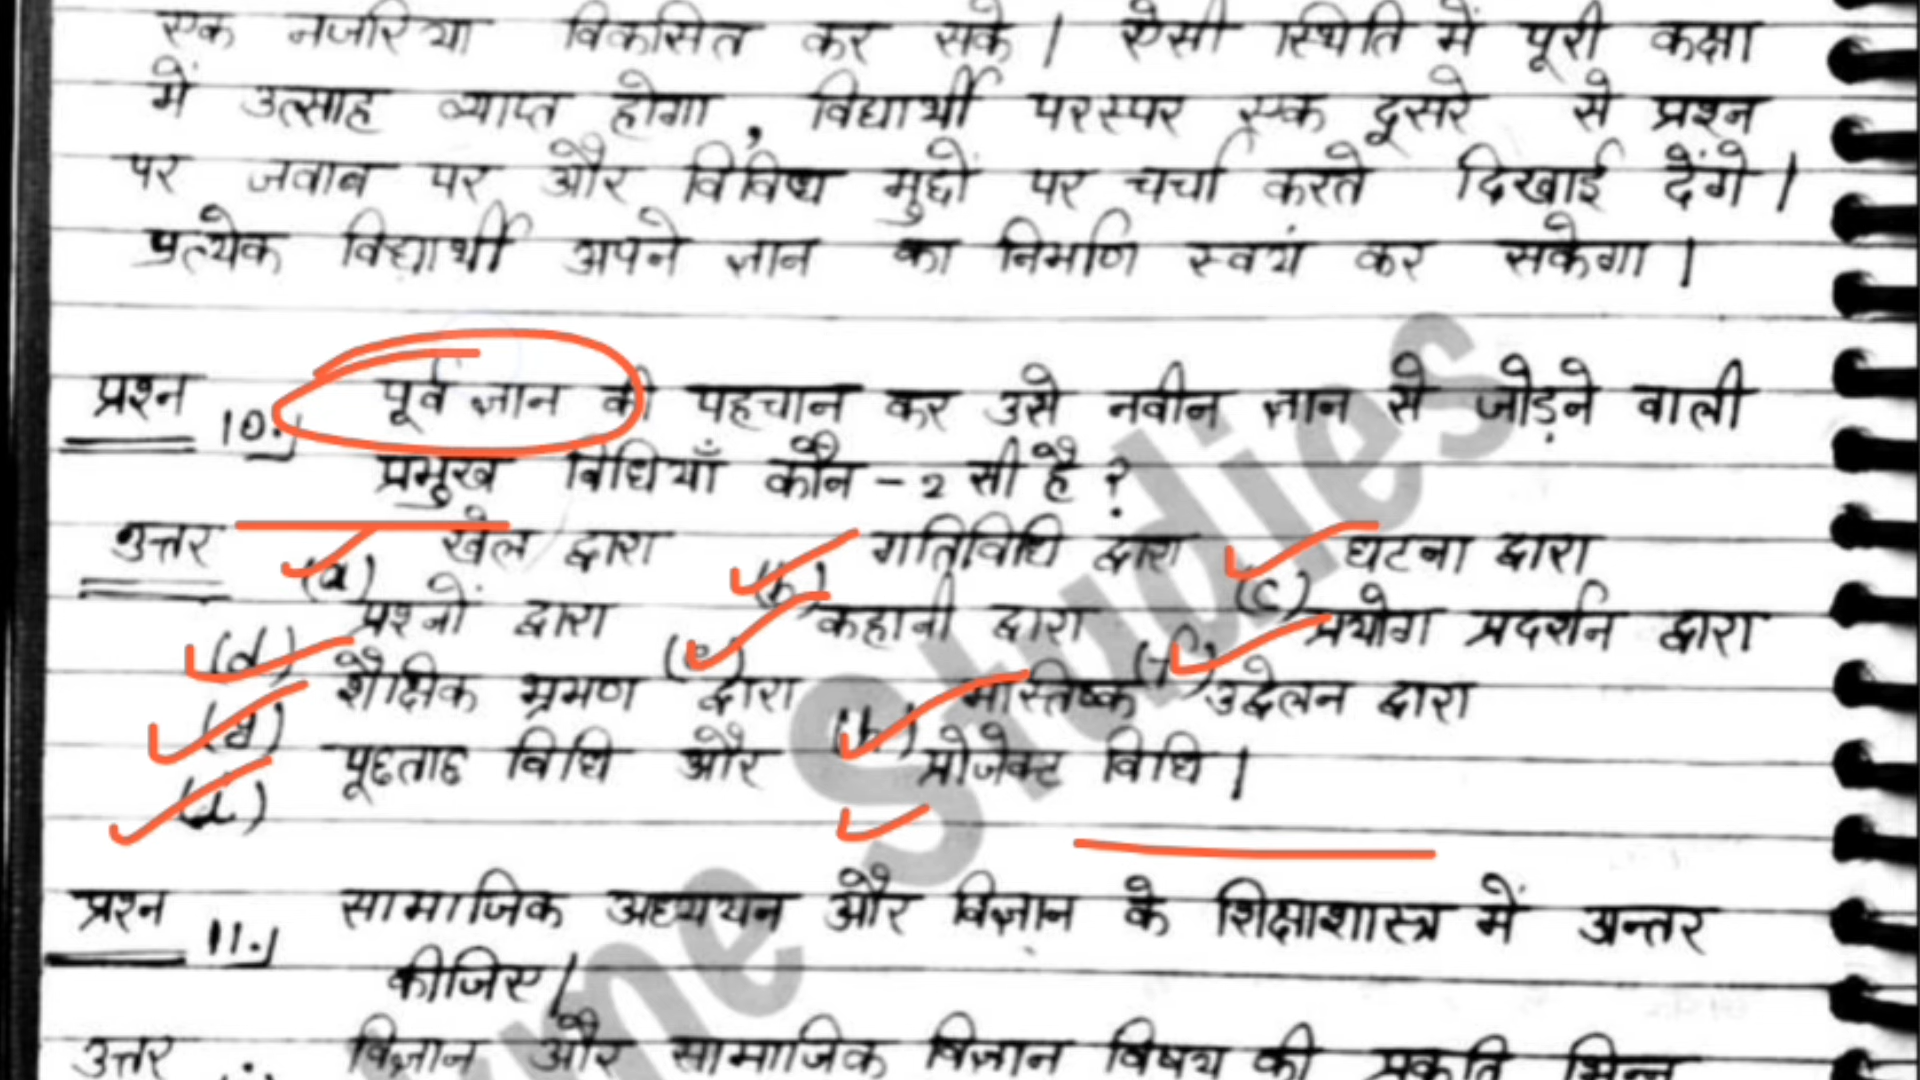 एक नजरिया विकसित कर सके। ऐसी स्थिति में पूरी कक्षा
में उत्साह व्याप्त होगा, विद्यार्थी परस्पर एक दूसरे से प्रश्न
पर जवाब पर और विविध मुद्दों पर चर्चा करते दिखाई देंगे।
प्रत्येक विद्यार्थी अपने ज्ञान का निर्माण स्वयं कर सकेगा।
प्रश्न 10. पूर्व ज्ञान की पहचान कर उसे नवीन ज्ञान से जोड़ने वाली
प्रमुख विधियाँ कौन-2 सी है?
उत्तर (a) खेल द्वारा (b) गतिविधि द्वारा (c) घटना द्वारा
(d) प्रश्नों द्वारा (e) कहानी द्वारा (f) प्रयोग प्रदर्शन द्वारा
(g) शैक्षिक भ्रमण द्वारा (h) मस्तिष्क उद्वेलन द्वारा
(i) पूछताछ विधि और प्रोजेक्ट विधि।
प्रश्न 11. सामाजिक अध्ययन और विज्ञान के शिक्षाशास्त्र में अन्तर
कीजिए।
उत्तर विज्ञान और सामाजिक विज्ञान विषय की प्रकृति भिन्न
Studies